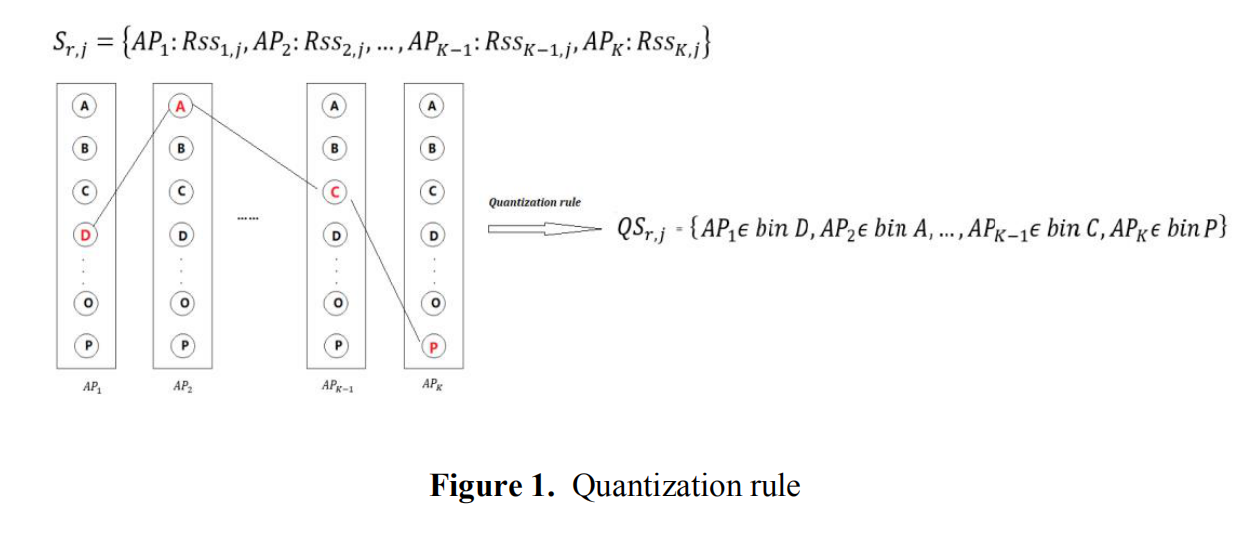 S_{r,j} = {AP_1: Rss_{1,j}, AP_2: Rss_{2,j}, ..., AP_{K-1}: Rss_{K-1,j}, AP_K: Rss_{K,j}}
A A A A
B B B B
C C C C
...... Quantization rule
D D D D
QS_{r,j} = {AP_1 ϵ bin D, AP_2 ϵ bin A, ..., AP_{K-1} ϵ bin C, AP_K ϵ bin P}
O O O O
P P P P
AP_1 AP_2 AP_{K-1} AP_K
Figure 1. Quantization rule